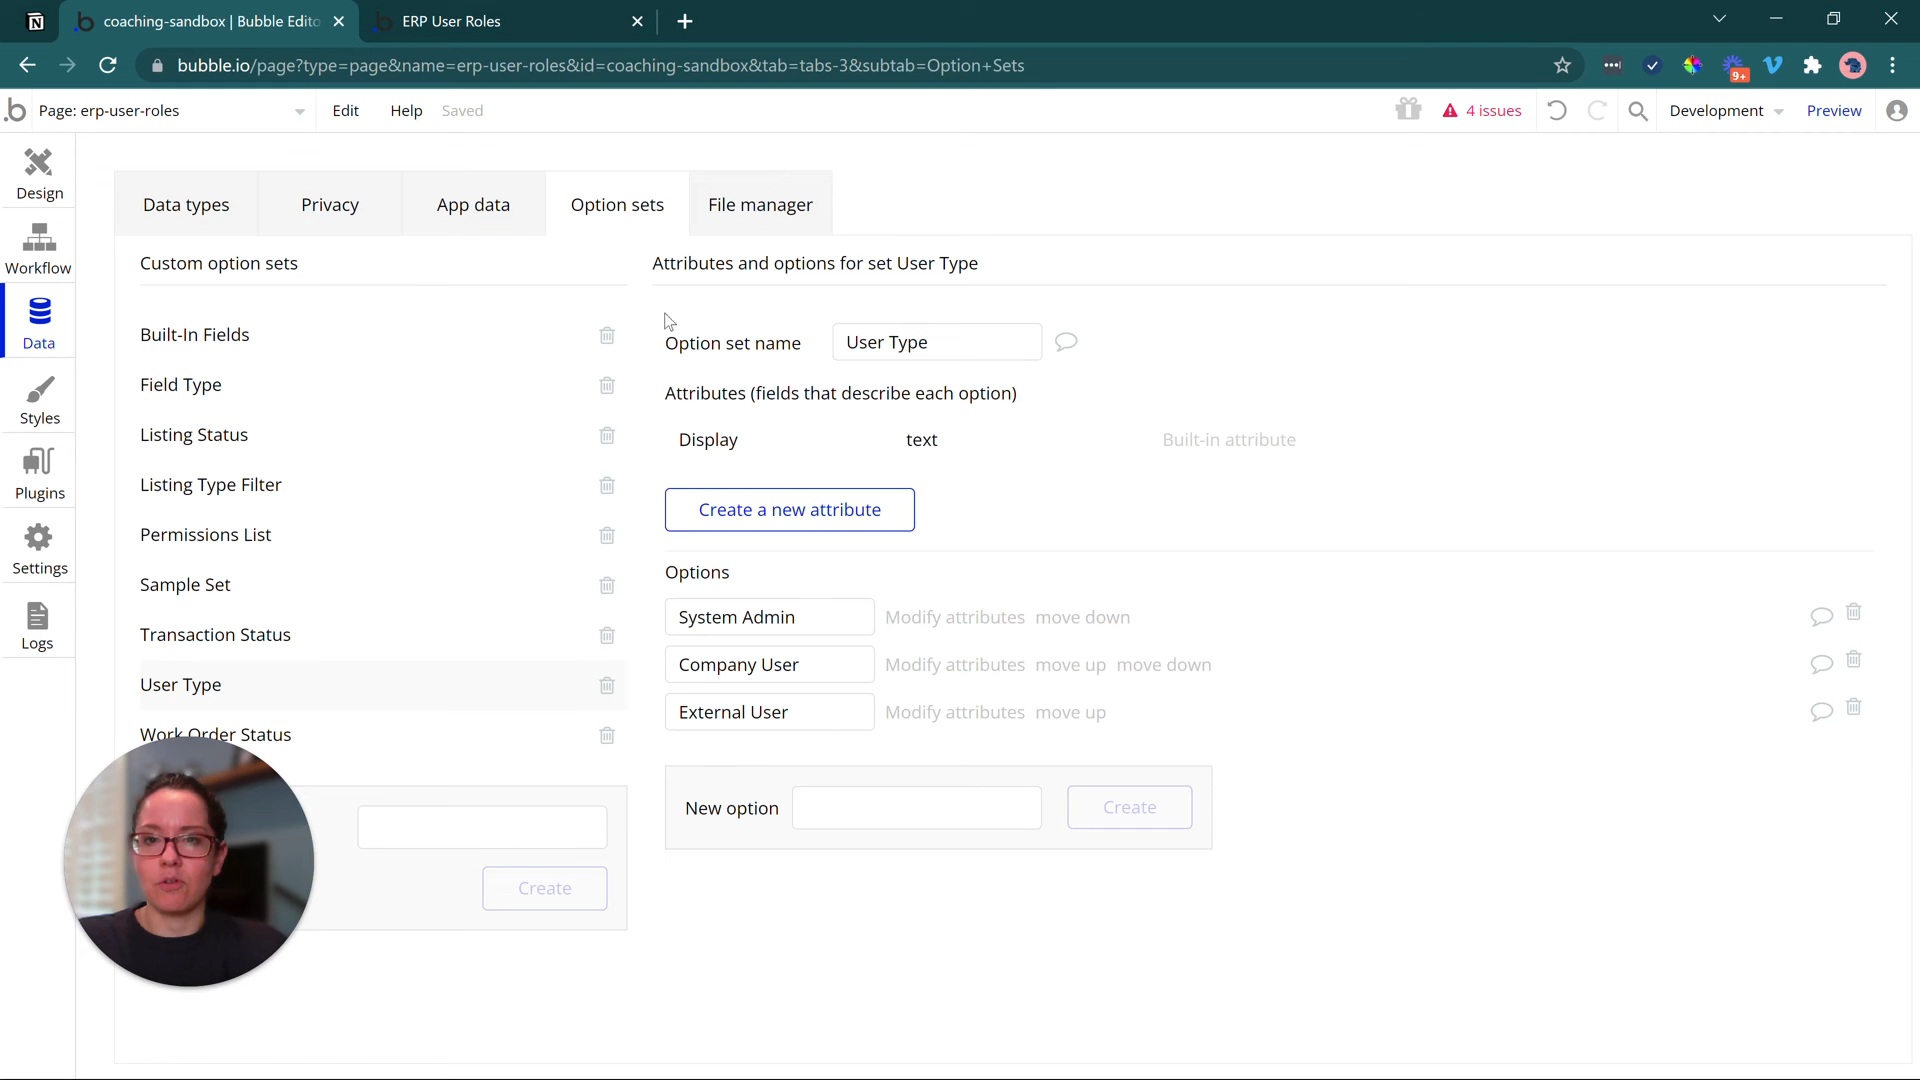 coaching-sandbox | Bubble Edito
ERP User Roles
bubble.io/page?type=page&name=erp-user-roles&id=coaching-sandbox&tab=tabs-3&subtab=Option+Sets
9+
Page: erp-user-roles
Edit
Help
Saved
4 issues
Development
Preview
Design
Workflow
Data
Styles
Plugins
Settings
Logs
Data types
Privacy
App data
Option sets
File manager
Custom option sets
Built-In Fields
Field Type
Listing Status
Listing Type Filter
Permissions List
Sample Set
Transaction Status
User Type
Work Order Status
Create
Attributes and options for set User Type
Option set name User Type
Attributes (fields that describe each option)
Display text Built-in attribute
Create a new attribute
Options
System Admin Modify attributes move down
Company User Modify attributes move up move down
External User Modify attributes move up
New option Create